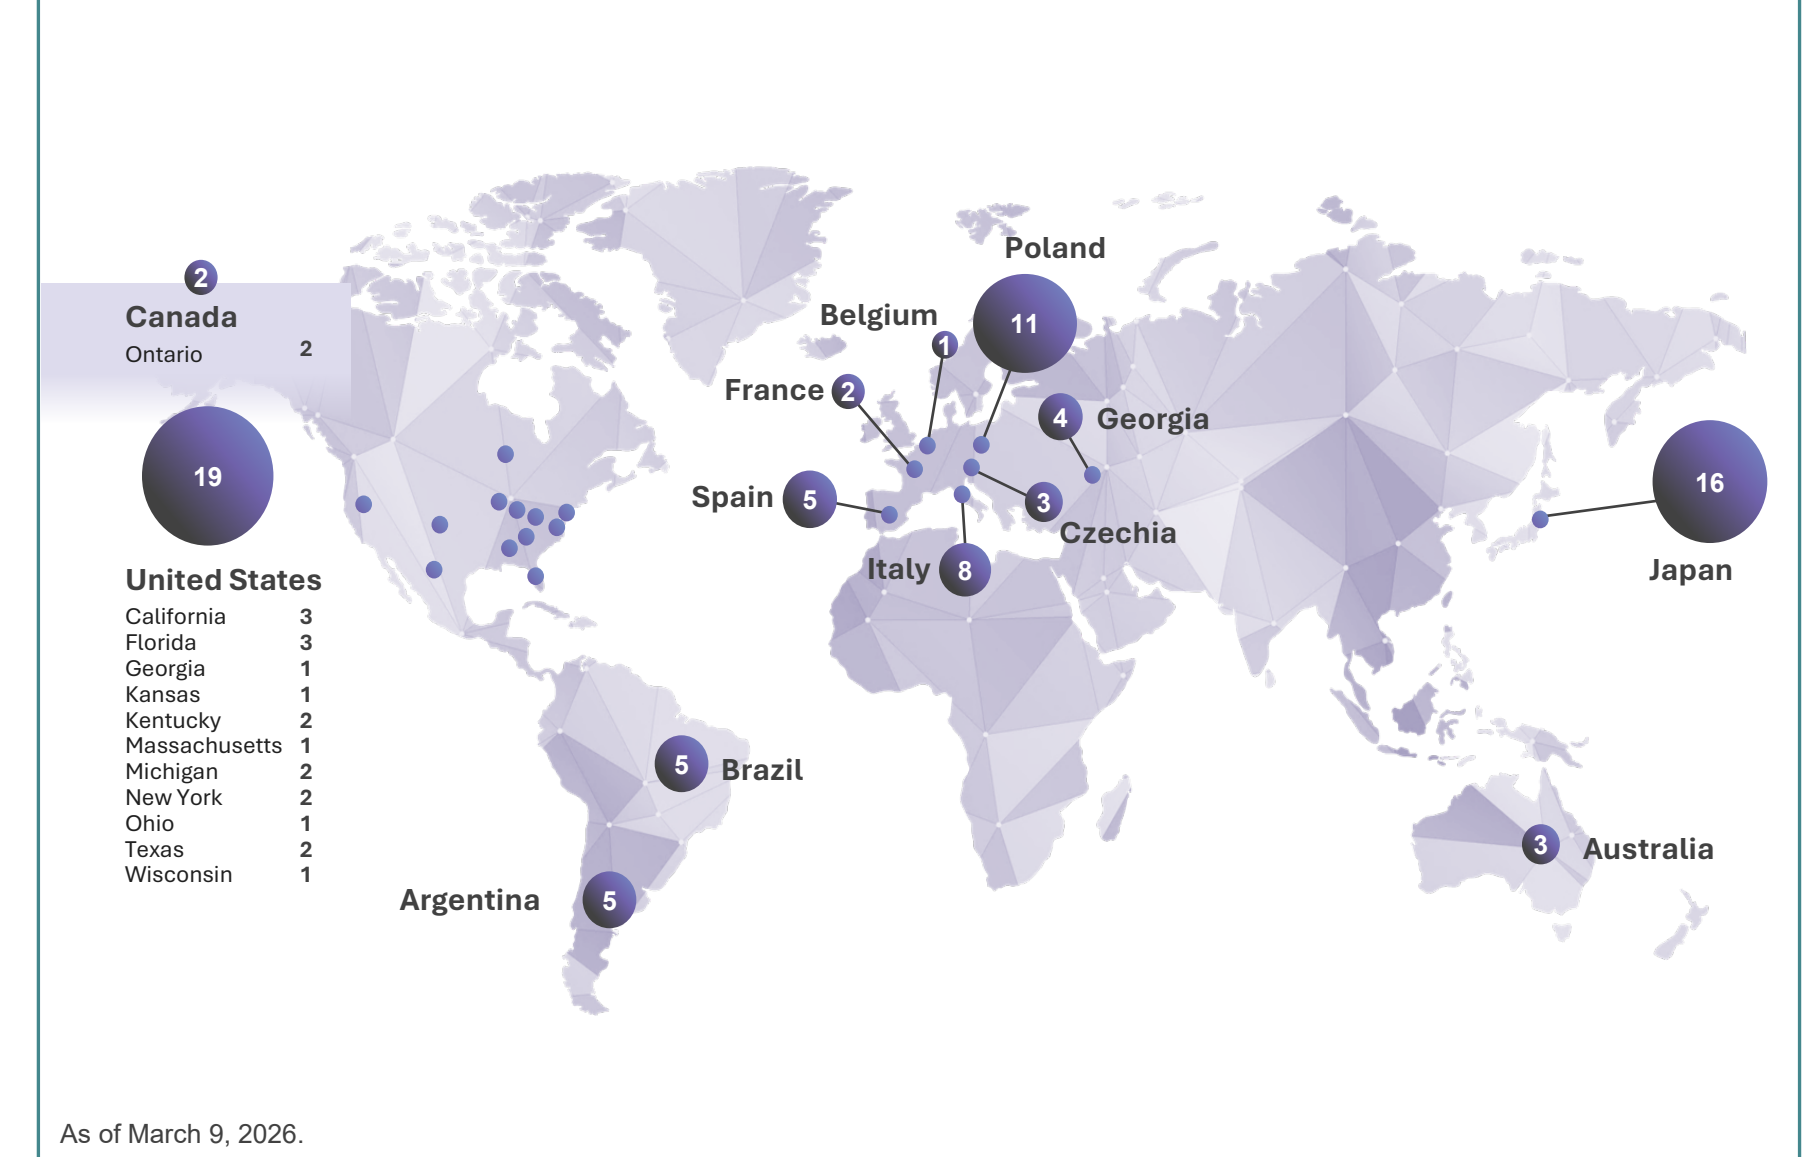 2
Canada
Ontario 2
19
United States
California 3
Florida 3
Georgia 1
Kansas 1
Kentucky 2
Massachusetts 1
Michigan 2
New York 2
Ohio 1
Texas 2
Wisconsin 1
Poland
11
Belgium
1
France 2
4 Georgia
Spain 5
3
Czechia
Italy 8
16
Japan
5 Brazil
Argentina 5
3 Australia
As of March 9, 2026.